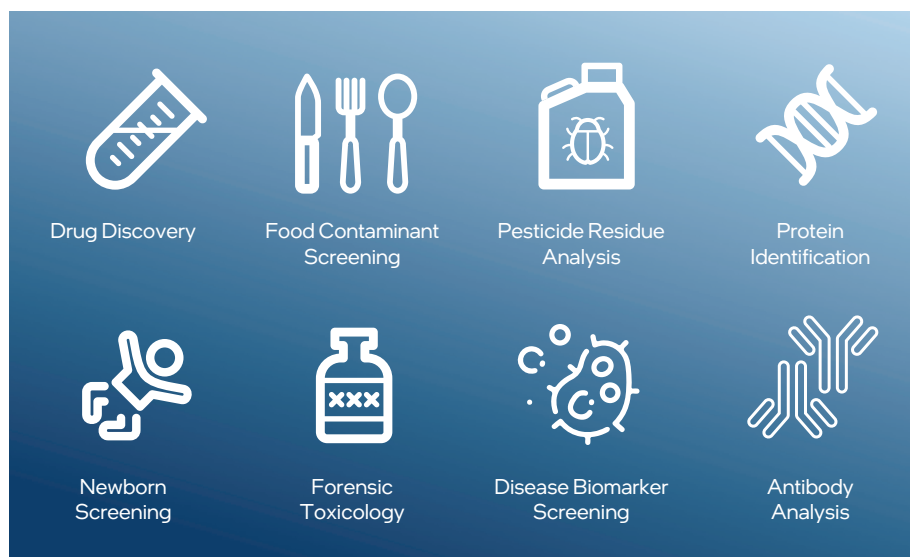 Drug Discovery
Food Contaminant
Screening
Pesticide Residue
Analysis
Protein
Identification
Newborn
Screening
xxx
Forensic
Toxicology
Disease Biomarker
Screening
Antibody
Analysis